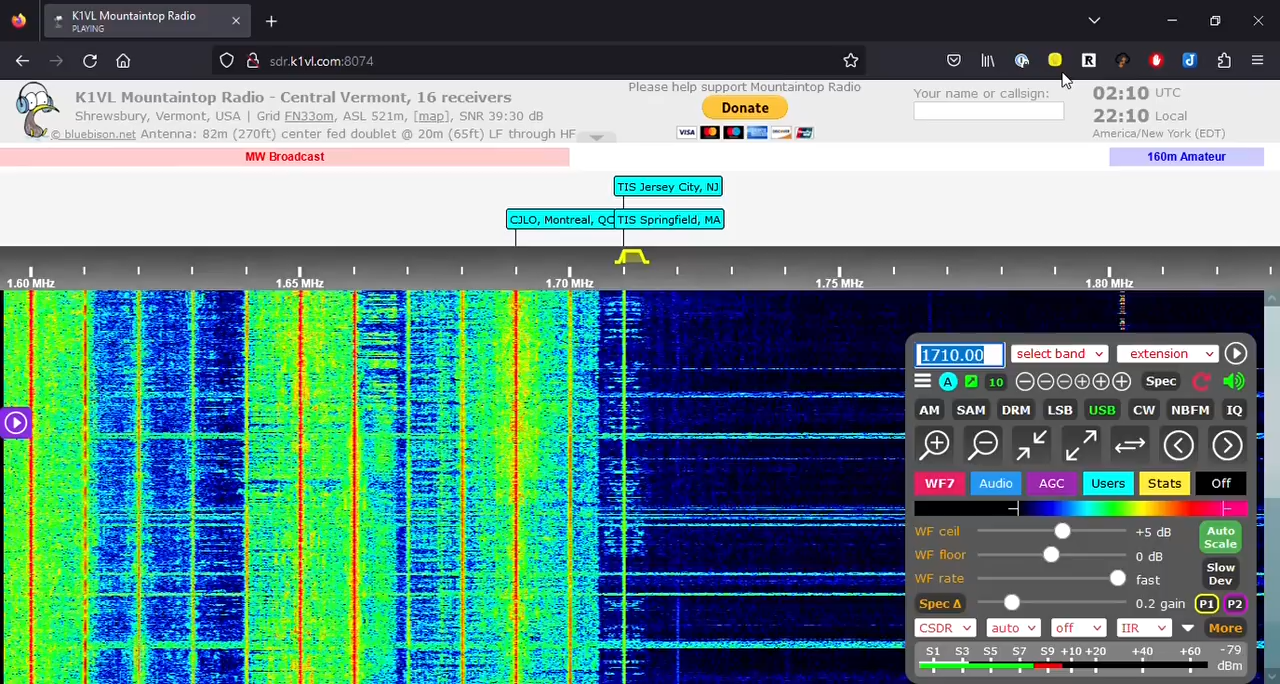 K1VL Mountaintop Radio
PLAYING
sdr.k1vl.com:8074
K1VL Mountaintop Radio - Central Vermont, 16 receivers
Shrewsbury, Vermont, USA | Grid FN33om, ASL 521m, [map], SNR 39:30 dB
© bluebison.net Antenna: 82m (270ft) center fed doublet @ 20m (65ft) LF through HF
Please help support Mountaintop Radio
Donate
VISA
Your name or callsign:
02:10 UTC
22:10 Local
America/New York (EDT)
MW Broadcast
160m Amateur
TIS Jersey City, NJ
CJLO, Montreal, QC
TIS Springfield, MA
1.60 MHz
1.65 MHz
1.70 MHz
1.75 MHz
1.80 MHz
1710.00
select band
extension
A
10
Spec
AM SAM DRM LSB USB CW NBFM IQ
WF7 Audio AGC Users Stats Off
WF ceil +5 dB
Auto
Scale
WF floor 0 dB
WF rate fast
Slow
Dev
Spec Δ 0.2 gain P1 P2
CSDR auto off IIR More
S1 S3 S5 S7 S9 +10 +20 +40 +60 -79
dBm